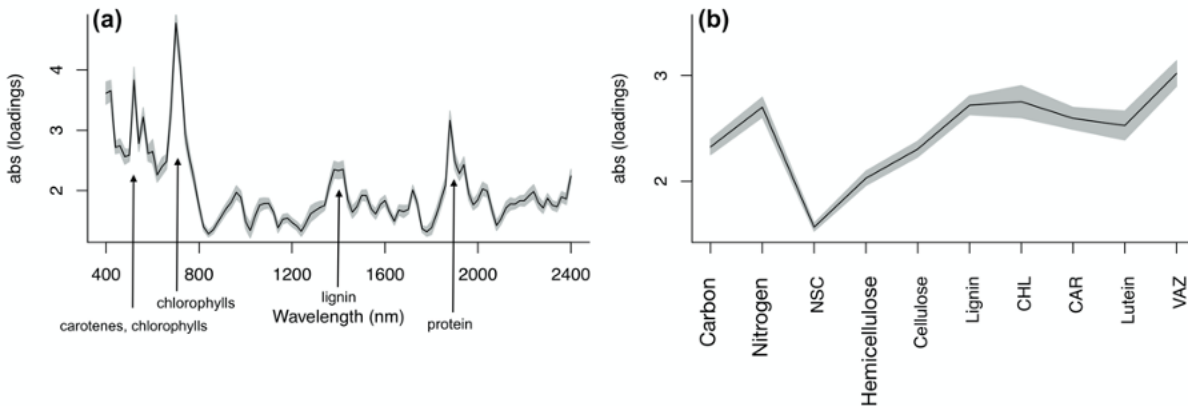 (a)
abs (loadings)
4
3
2
400 800 1200 1600 2000 2400
carotenes, chlorophylls
chlorophylls
lignin
Wavelength (nm)
protein
(b)
abs (loadings)
3
2
Carbon
Nitrogen
NSC
Hemicellulose
Cellulose
Lignin
CHL
CAR
Lutein
VAZ